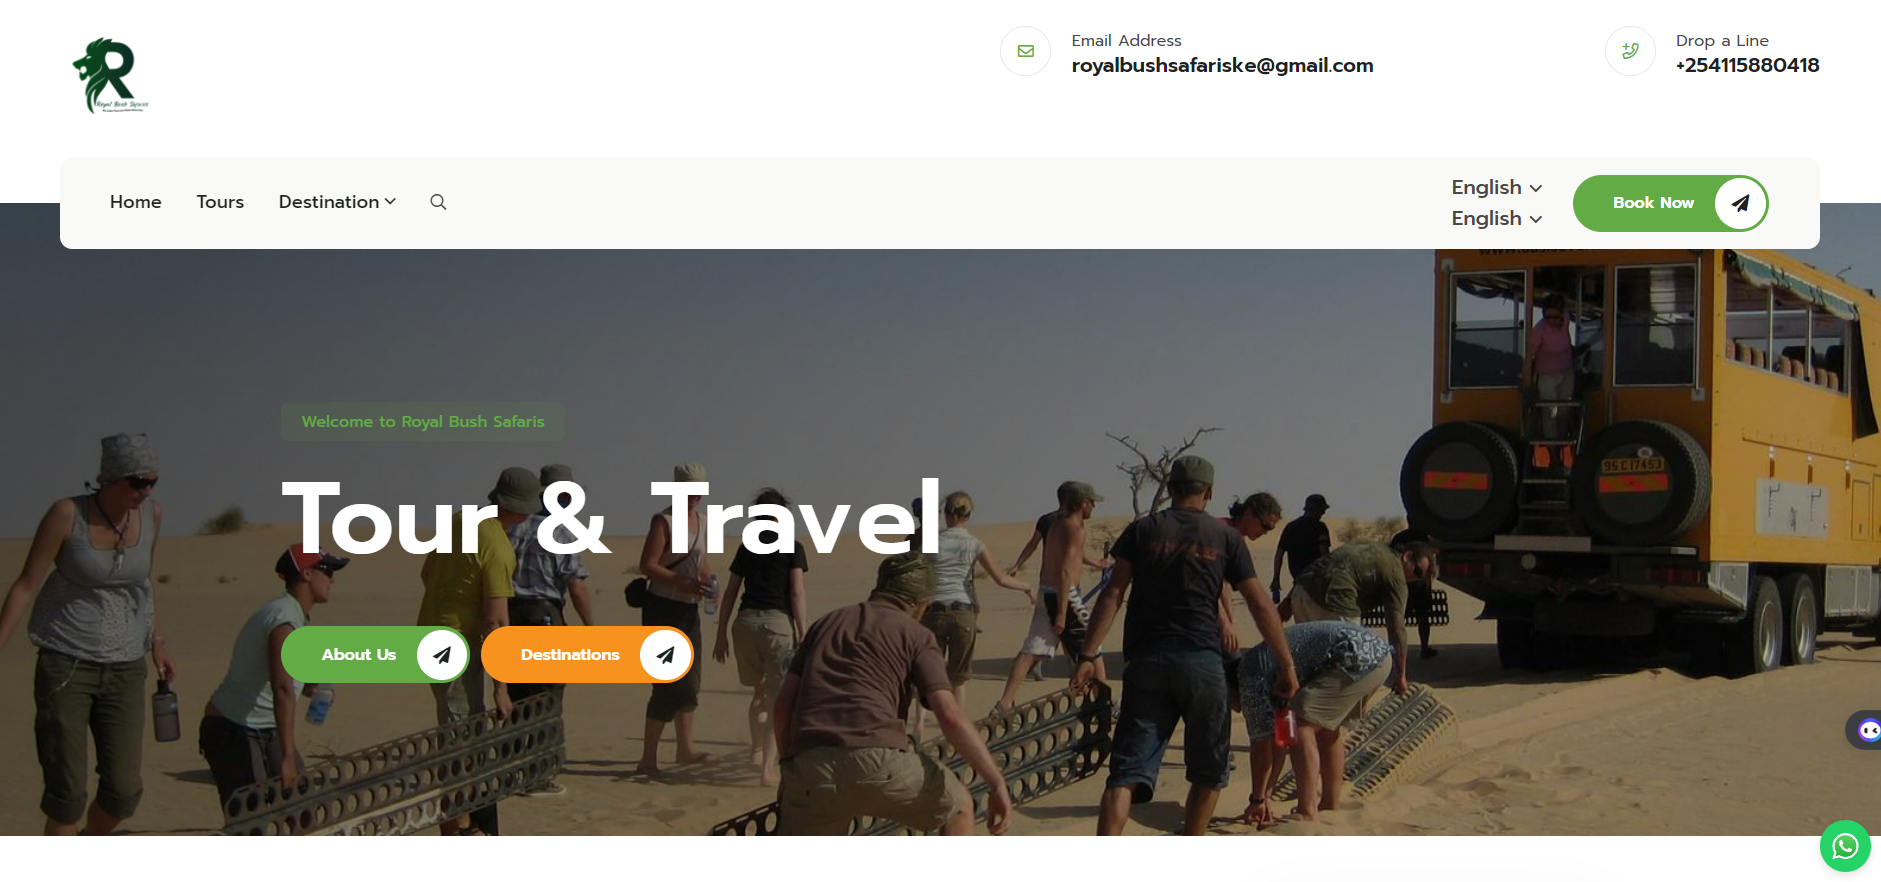 R
Royal Bush Safaris
Email Address
royalbushsafariske@gmail.com
Drop a Line
+254115880418
Home
Tours
Destination
English
English
Book Now
Welcome to Royal Bush Safaris
Tour & Travel
About Us
Destinations